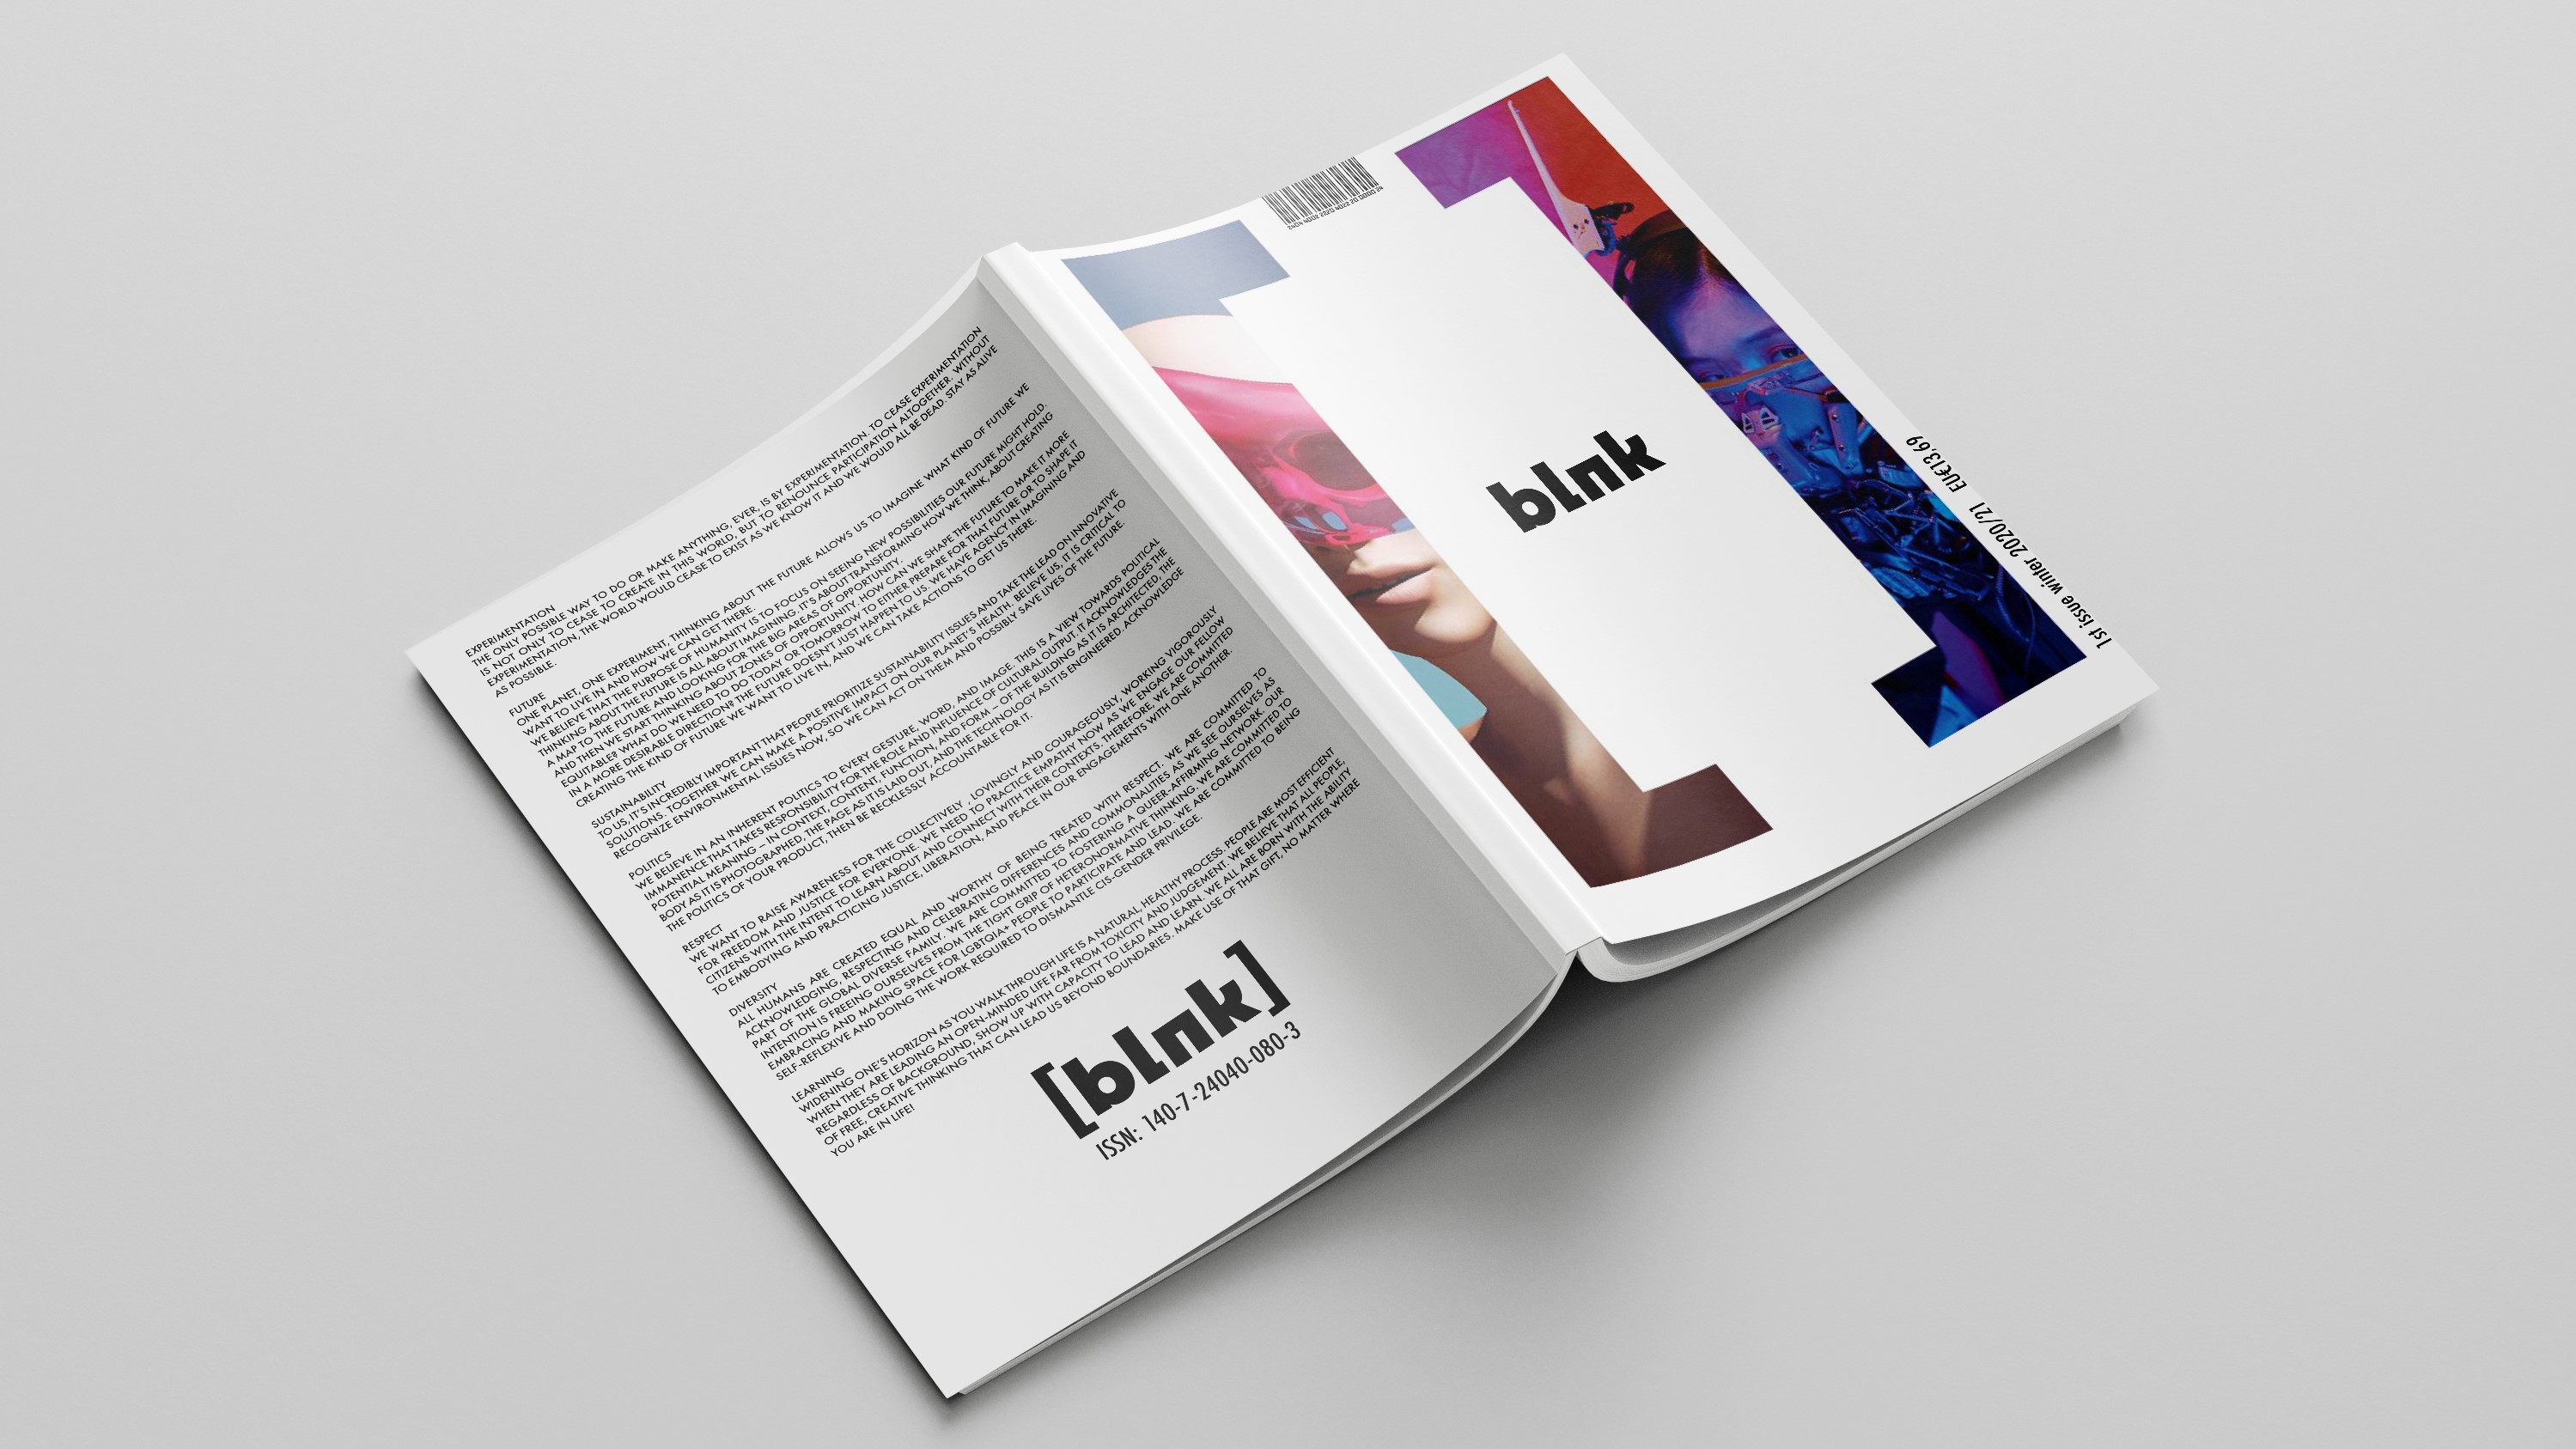 EXPERIMENTATION
THE ONLY POSSIBLE WAY TO DO OR MAKE ANYTHING, EVER, IS BY EXPERIMENTATION. TO CEASE EXPERIMENTATION
IS NOT ONLY TO CEASE TO CREATE IN THIS WORLD, BUT TO RENOUNCE PARTICIPATION ALTOGETHER. WITHOUT
EXPERIMENTATION, THE WORLD WOULD CEASE TO EXIST AS WE KNOW IT AND WE WOULD ALL BE DEAD. STAY AS ALIVE
AS POSSIBLE.
FUTURE
ONE PLANET, ONE EXPERIMENT, THINKING ABOUT THE FUTURE ALLOWS US TO IMAGINE WHAT KIND OF FUTURE WE
WANT TO LIVE IN AND HOW WE CAN GET THERE.
WE BELIEVE THAT THE PURPOSE OF HUMANITY IS TO FOCUS ON SEEING NEW POSSIBILITIES OUR FUTURE MIGHT HOLD.
THINKING ABOUT THE FUTURE IS ALL ABOUT IMAGINING. IT'S ABOUT TRANSFORMING HOW WE THINK, ABOUT CREATING
A MAP TO THE FUTURE AND LOOKING FOR THE BIG AREAS OF OPPORTUNITY.
AND THEN WE START THINKING ABOUT ZONES OF OPPORTUNITY. HOW CAN WE SHAPE THE FUTURE TO MAKE IT MORE
EQUITABLE? WHAT DO WE NEED TO DO TODAY OR TOMORROW TO EITHER PREPARE FOR THAT FUTURE OR TO SHAPE IT
IN A MORE DESIRABLE DIRECTION? THE FUTURE DOESN'T JUST HAPPEN TO US. WE HAVE AGENCY IN IMAGINING AND
CREATING THE KIND OF FUTURE WE WANT TO LIVE IN, AND WE CAN TAKE ACTIONS TO GET US THERE.
SUSTAINABILITY
TO US, IT'S INCREDIBLY IMPORTANT THAT PEOPLE PRIORITIZE SUSTAINABILITY ISSUES AND TAKE THE LEAD ON INNOVATIVE
SOLUTIONS. TOGETHER WE CAN MAKE A POSITIVE IMPACT ON OUR PLANET'S HEALTH. BELIEVE US, IT IS CRITICAL TO
RECOGNIZE ENVIRONMENTAL ISSUES NOW, SO WE CAN ACT ON THEM AND POSSIBLY SAVE LIVES OF THE FUTURE.
POLITICS
WE BELIEVE IN AN INHERENT POLITICS TO EVERY GESTURE, WORD, AND IMAGE. THIS IS A VIEW TOWARDS POLITICAL
IMMANENCE THAT TAKES RESPONSIBILITY FOR THE ROLE AND INFLUENCE OF CULTURAL OUTPUT. IT ACKNOWLEDGES THE
POTENTIAL MEANING – IN CONTEXT, CONTENT, FUNCTION, AND FORM – OF THE BUILDING AS IT IS ARCHITECTED, THE
BODY AS IT IS PHOTOGRAPHED, THE PAGE AS IT IS LAID OUT, AND THE TECHNOLOGY AS IT IS ENGINEERED. ACKNOWLEDGE
THE POLITICS OF YOUR PRODUCT, THEN BE RECKLESSLY ACCOUNTABLE FOR IT.
RESPECT
WE WANT TO RAISE AWARENESS FOR THE COLLECTIVELY , LOVINGLY AND COURAGEOUSLY, WORKING VIGOROUSLY
FOR FREEDOM AND JUSTICE FOR EVERYONE. WE NEED TO PRACTICE EMPATHY NOW AS WE ENGAGE OUR FELLOW
CITIZENS WITH THE INTENT TO LEARN ABOUT AND CONNECT WITH THEIR CONTEXTS. THEREFORE, WE ARE COMMITTED
TO EMBODYING AND PRACTICING JUSTICE, LIBERATION, AND PEACE IN OUR ENGAGEMENTS WITH ONE ANOTHER.
DIVERSITY
ALL HUMANS ARE CREATED EQUAL AND WORTHY OF BEING TREATED WITH RESPECT. WE ARE COMMITTED TO
ACKNOWLEDGING, RESPECTING AND CELEBRATING DIFFERENCES AND COMMONALITIES AS WE SEE OURSELVES AS
PART OF THE GLOBAL DIVERSE FAMILY. WE ARE COMMITTED TO FOSTERING A QUEER-AFFIRMING NETWORK. OUR
INTENTION IS FREEING OURSELVES FROM THE TIGHT GRIP OF HETERONORMATIVE THINKING. WE ARE COMMITTED TO
EMBRACING AND MAKING SPACE FOR LGBTQIA+ PEOPLE TO PARTICIPATE AND LEAD. WE ARE COMMITTED TO BEING
SELF-REFLEXIVE AND DOING THE WORK REQUIRED TO DISMANTLE CIS-GENDER PRIVILEGE.
LEARNING
WIDENING ONE'S HORIZON AS YOU WALK THROUGH LIFE IS A NATURAL, HEALTHY PROCESS. PEOPLE ARE MOST EFFICIENT
WHEN THEY ARE LEADING AN OPEN-MINDED LIFE FAR FROM TOXICITY AND JUDGEMENT. WE BELIEVE THAT ALL PEOPLE,
REGARDLESS OF BACKGROUND, SHOW UP WITH CAPACITY TO LEAD AND LEARN. WE ALL ARE BORN WITH THE ABILITY
OF FREE, CREATIVE THINKING THAT CAN LEAD US BEYOND BOUNDARIES. MAKE USE OF THAT GIFT, NO MATTER WHERE
YOU ARE IN LIFE!
[blnk]
ISSN: 140-7-24040-080-3
2404 4002 2220 4022 20 0000 24
blnk
1st issue winter 2020/21 EU€13,69